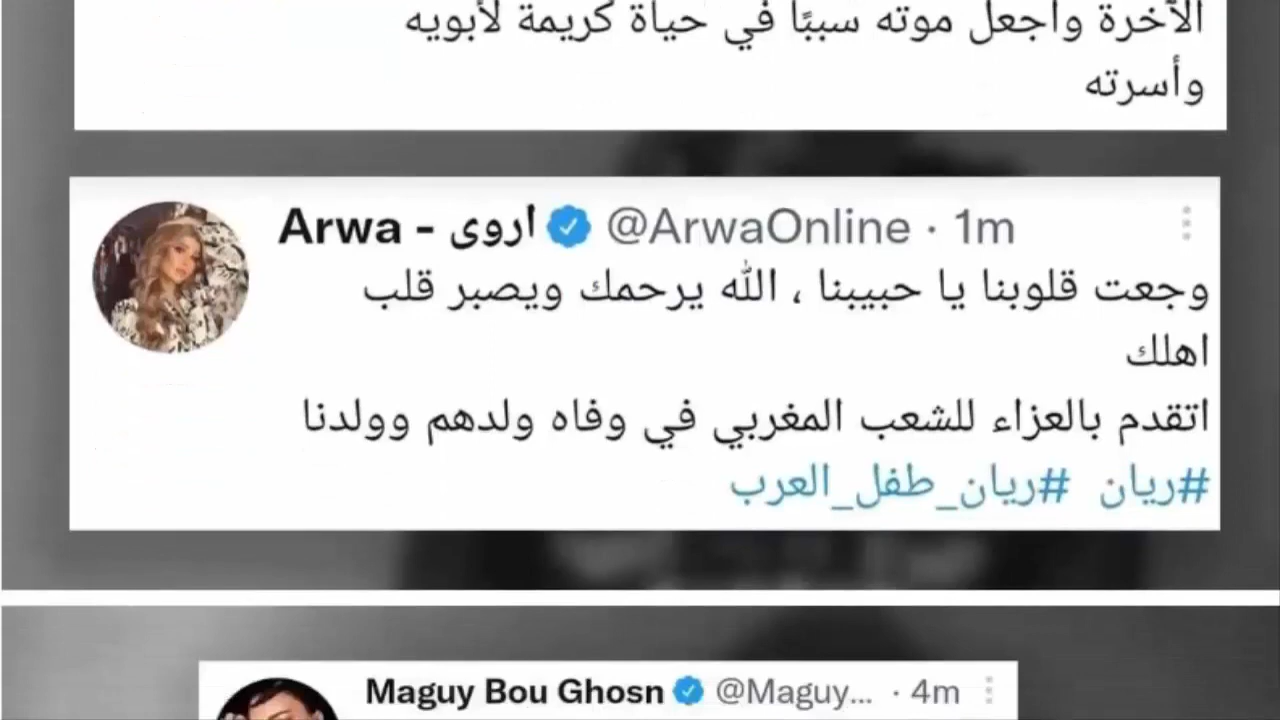 الآخرة واجعل موته سببًا في حياة كريمة لأبويه
وأسرته
Arwa - اروى @ArwaOnline · 1m
وجعت قلوبنا يا حبيبنا ، الله يرحمك ويصبر قلب
اهلك
اتقدم بالعزاء للشعب المغربي في وفاه ولدهم وولدنا
#ريان #ريان_طفل_العرب
Maguy Bou Ghosn @Maguy... · 4m